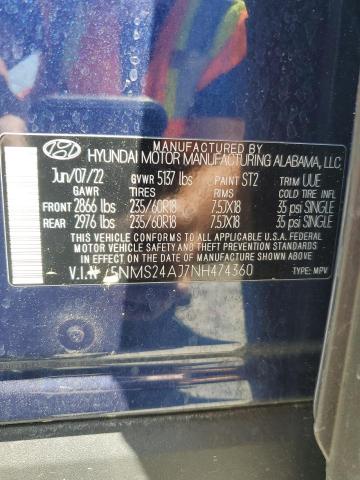 MANUFACTURED BY
HYUNDAI MOTOR MANUFACTURING ALABAMA, LLC.
Jun/07/22 GVWR 5137 lbs PAINT ST2 TRIM UUE
GAWR TIRES RIMS COLD TIRE INFL
FRONT 2866 lbs 235/60R18 7.5JX18 35 psi SINGLE
REAR 2976 lbs 235/60R18 7.5JX18 35 psi SINGLE
THIS VEHICLE CONFORMS TO ALL APPLICABLE
FEDERAL MOTOR VEHICLE SAFETY STANDARDS
IN EFFECT ON THE DATE OF MANUFACTURE SHOWN ABOVE
V.I.N 5NMS24AJ7NH474360 TYPE: MPV